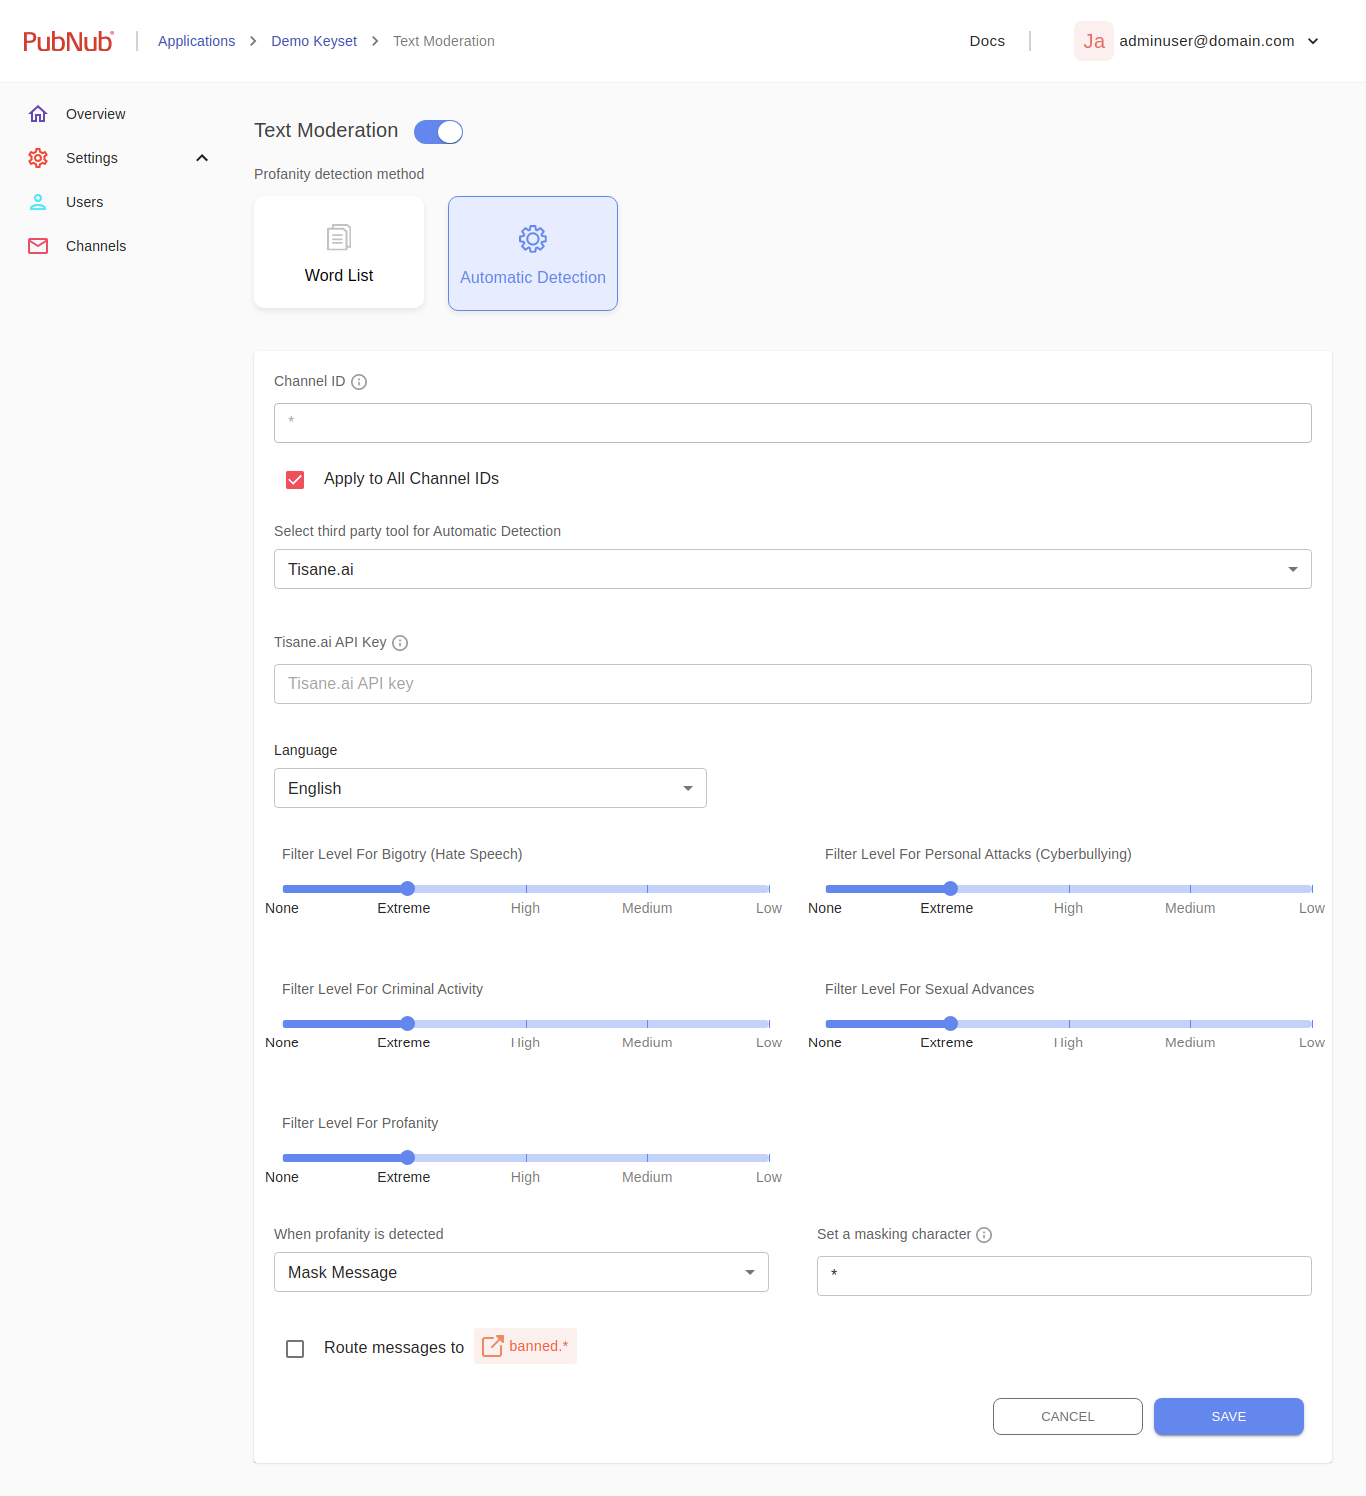 PubNub®
Applications > Demo Keyset > Text Moderation
Docs
Ja adminuser@domain.com
Overview
Settings
Users
Channels
Text Moderation
Profanity detection method
Word List
Automatic Detection
Channel ID
*
Apply to All Channel IDs
Select third party tool for Automatic Detection
Tisane.ai
Tisane.ai API Key
Tisane.ai API key
Language
English
Filter Level For Bigotry (Hate Speech)
None Extreme High Medium Low
Filter Level For Personal Attacks (Cyberbullying)
None Extreme High Medium Low
Filter Level For Criminal Activity
None Extreme High Medium Low
Filter Level For Sexual Advances
None Extreme High Medium Low
Filter Level For Profanity
None Extreme High Medium Low
When profanity is detected
Mask Message
Set a masking character
*
Route messages to banned.*
CANCEL
SAVE